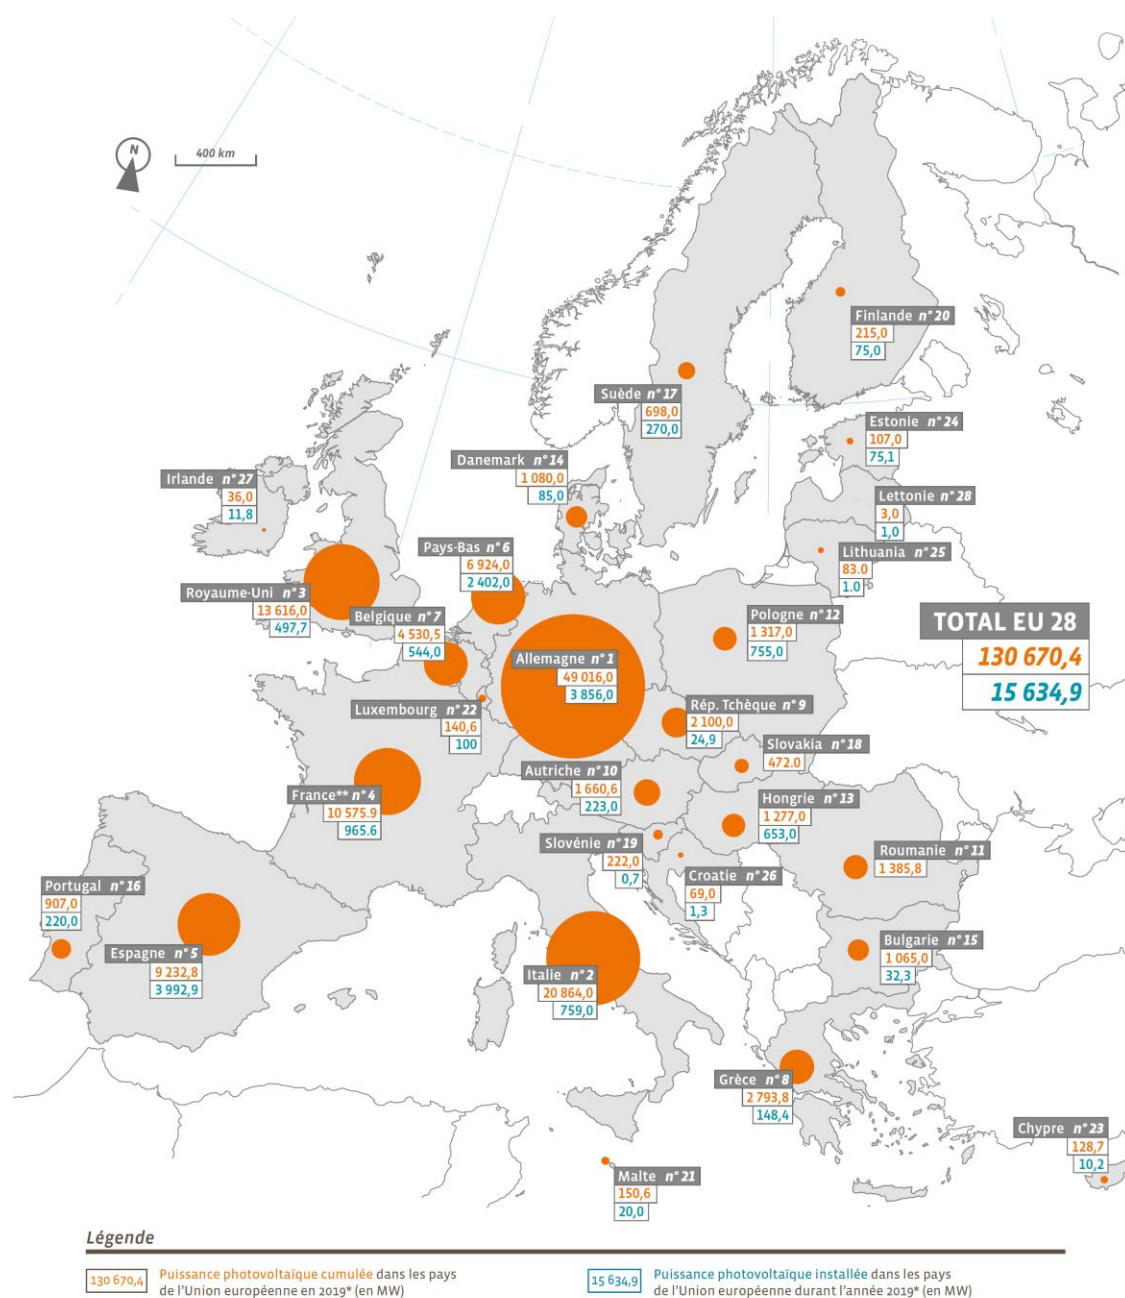 N
400 km
Finlande n° 20
215,0
75,0
Suède n° 17
698,0
270,0
Estonie n° 24
107,0
75,1
Danemark n° 14
1 080,0
85,0
Irlande n° 27
36,0
11,8
Lettonie n° 28
3,0
1,0
Pays-Bas n° 6
6 924,0
2 402,0
Lithuania n° 25
83.0
1.0
Royaume-Uni n° 3
13 616,0
497,7
Belgique n° 7
4 530,5
544,0
Pologne n° 12
1 317,0
755,0
TOTAL EU 28
130 670,4
15 634,9
Allemagne n° 1
49 016,0
3 856,0
Luxembourg n° 22
140,6
100
Rép. Tchèque n° 9
2 100,0
24,9
Slovakia n° 18
472.0
Autriche n° 10
1 660,6
223,0
France** n° 4
10 575.9
965.6
Hongrie n° 13
1 277,0
653,0
Slovénie n° 19
222,0
0,7
Roumanie n° 11
1 385,8
Croatie n° 26
69,0
1,3
Portugal n° 16
907,0
220,0
Espagne n° 5
9 232,8
3 992,9
Bulgarie n° 15
1 065,0
32,3
Italie n° 2
20 864,0
759,0
Grèce n° 8
2 793,8
148,4
Chypre n° 23
128,7
10,2
Malte n° 21
150,6
20,0
Légende
130 670,4
Puissance photovoltaïque cumulée dans les pays
de l'Union européenne en 2019* (en MW)
15 634,9
Puissance photovoltaïque installée dans les pays
de l'Union européenne durant l'année 2019* (en MW)